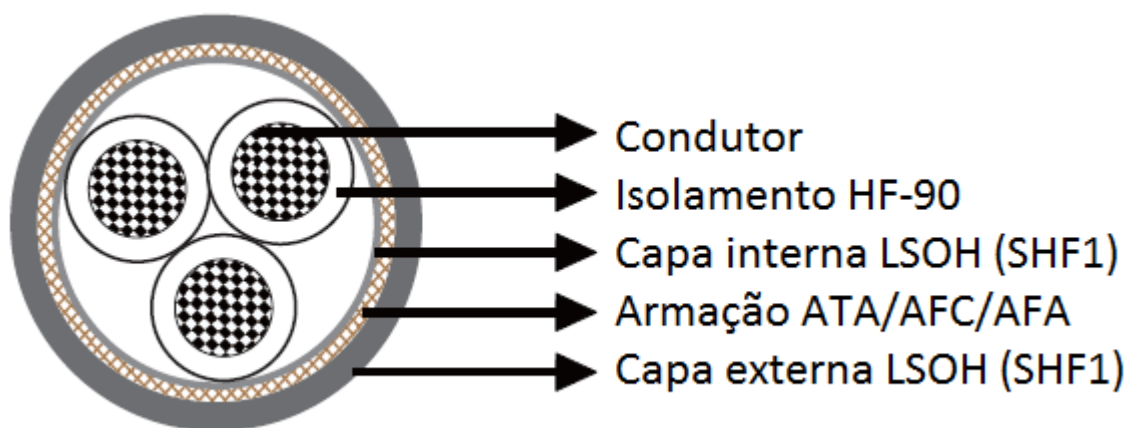 Condutor
Isolamento HF-90
Capa interna LSOH (SHF1)
Armação ATA/AFC/AFA
Capa externa LSOH (SHF1)